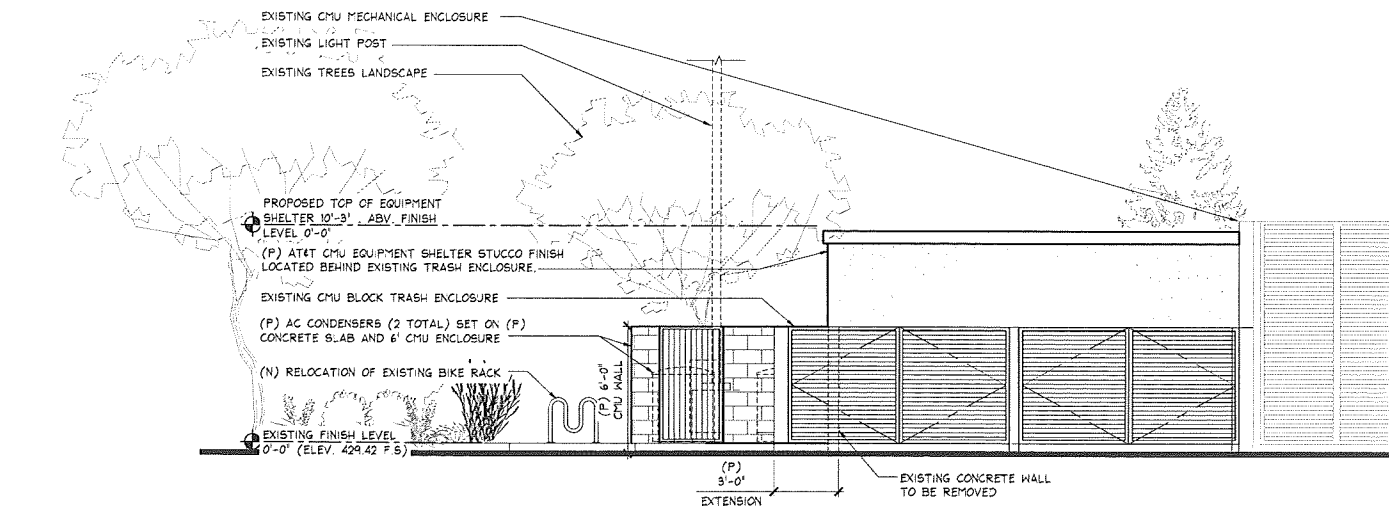 EXISTING CMU MECHANICAL ENCLOSURE
EXISTING LIGHT POST
EXISTING TREES LANDSCAPE
PROPOSED TOP OF EQUIPMENT
SHELTER 10'-3" . ABV. FINISH
LEVEL 0'-0"
(P) AT&T CMU EQUIPMENT SHELTER STUCCO FINISH
LOCATED BEHIND EXISTING TRASH ENCLOSURE.
EXISTING CMU BLOCK TRASH ENCLOSURE
(P) AC CONDENSERS (2 TOTAL) SET ON (P)
CONCRETE SLAB AND 6' CMU ENCLOSURE
(N) RELOCATION OF EXISTING BIKE RACK
(P) 6'-0"
CMU WALL
EXISTING FINISH LEVEL
0'-0" (ELEV. 429.42 F.S)
(P)
3'-0"
EXTENSION
EXISTING CONCRETE WALL
TO BE REMOVED